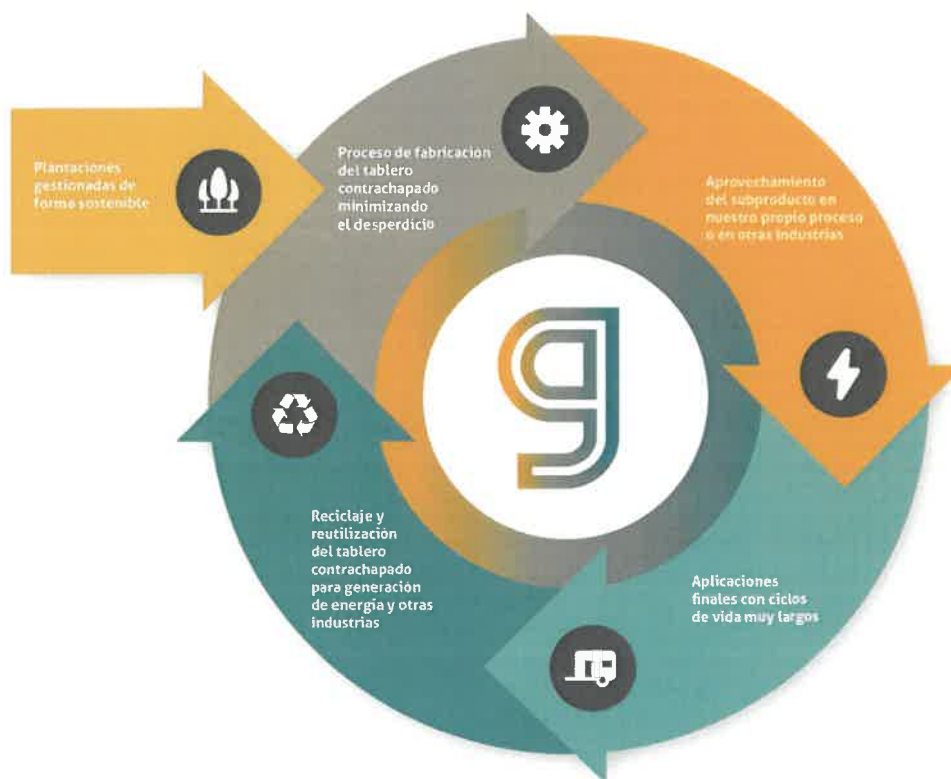 Plantaciones
gestionadas de
forma sostenible
Proceso de fabricación
del tablero
contrachapado
minimizando
el desperdicio
Aprovechamiento
del subproducto en
nuestro propio proceso
o en otras industrias
Aplicaciones
finales con ciclos
de vida muy largos
Reciclaje y
reutilización
del tablero
contrachapado
para generación
de energía y otras
industrias
g